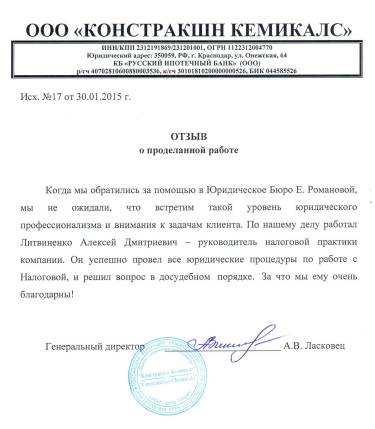 ООО «КОНСТРАКШН КЕМИКАЛС»
ИНН/КПП 2312191869/231201001, ОГРН 1122312004770
Юридический адрес: 350059, РФ, г. Краснодар, ул. Онежская, 64
КБ «РУССКИЙ ИПОТЕЧНЫЙ БАНК» (ООО)
р/сч 40702810600880003536, к/сч 30101810200000000526, БИК 044585526
Исх. №17 от 30.01.2015 г.
ОТЗЫВ
о проделанной работе
Когда мы обратились за помощью в Юридическое Бюро Е. Романовой,
мы не ожидали, что встретим такой уровень юридического
профессионализма и внимания к задачам клиента. По нашему делу работал
Литвиненко Алексей Дмитриевич – руководитель налоговой практики
компании. Он успешно провел все юридические процедуры по работе с
Налоговой, и решил вопрос в досудебном порядке. За что мы ему очень
благодарны!
Генеральный директор А.В. Ласковец